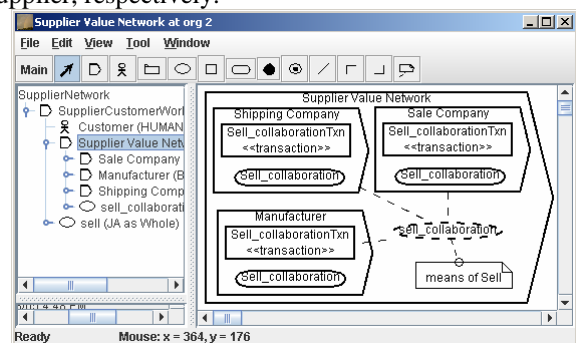 upplier, respectively.
Supplier Value Network at org 2
File Edit View Tool Window
Main
SupplierNetwork
SupplierCustomerWorl
Customer (HUMAN
Supplier Value Netw
Sale Company
Manufacturer (B
Shipping Comp
sell_collaborati
sell (JA as Whole)
Supplier Value Network
Shipping Company
Sell_collaborationTxn
<<transaction>>
Sell_collaboration
Sale Company
Sell_collaborationTxn
<<transaction>>
Sell_collaboration
Manufacturer
Sell_collaborationTxn
<<transaction>>
Sell_collaboration
sell_collaboration
means of Sell
Ready Mouse: x = 364, y = 176